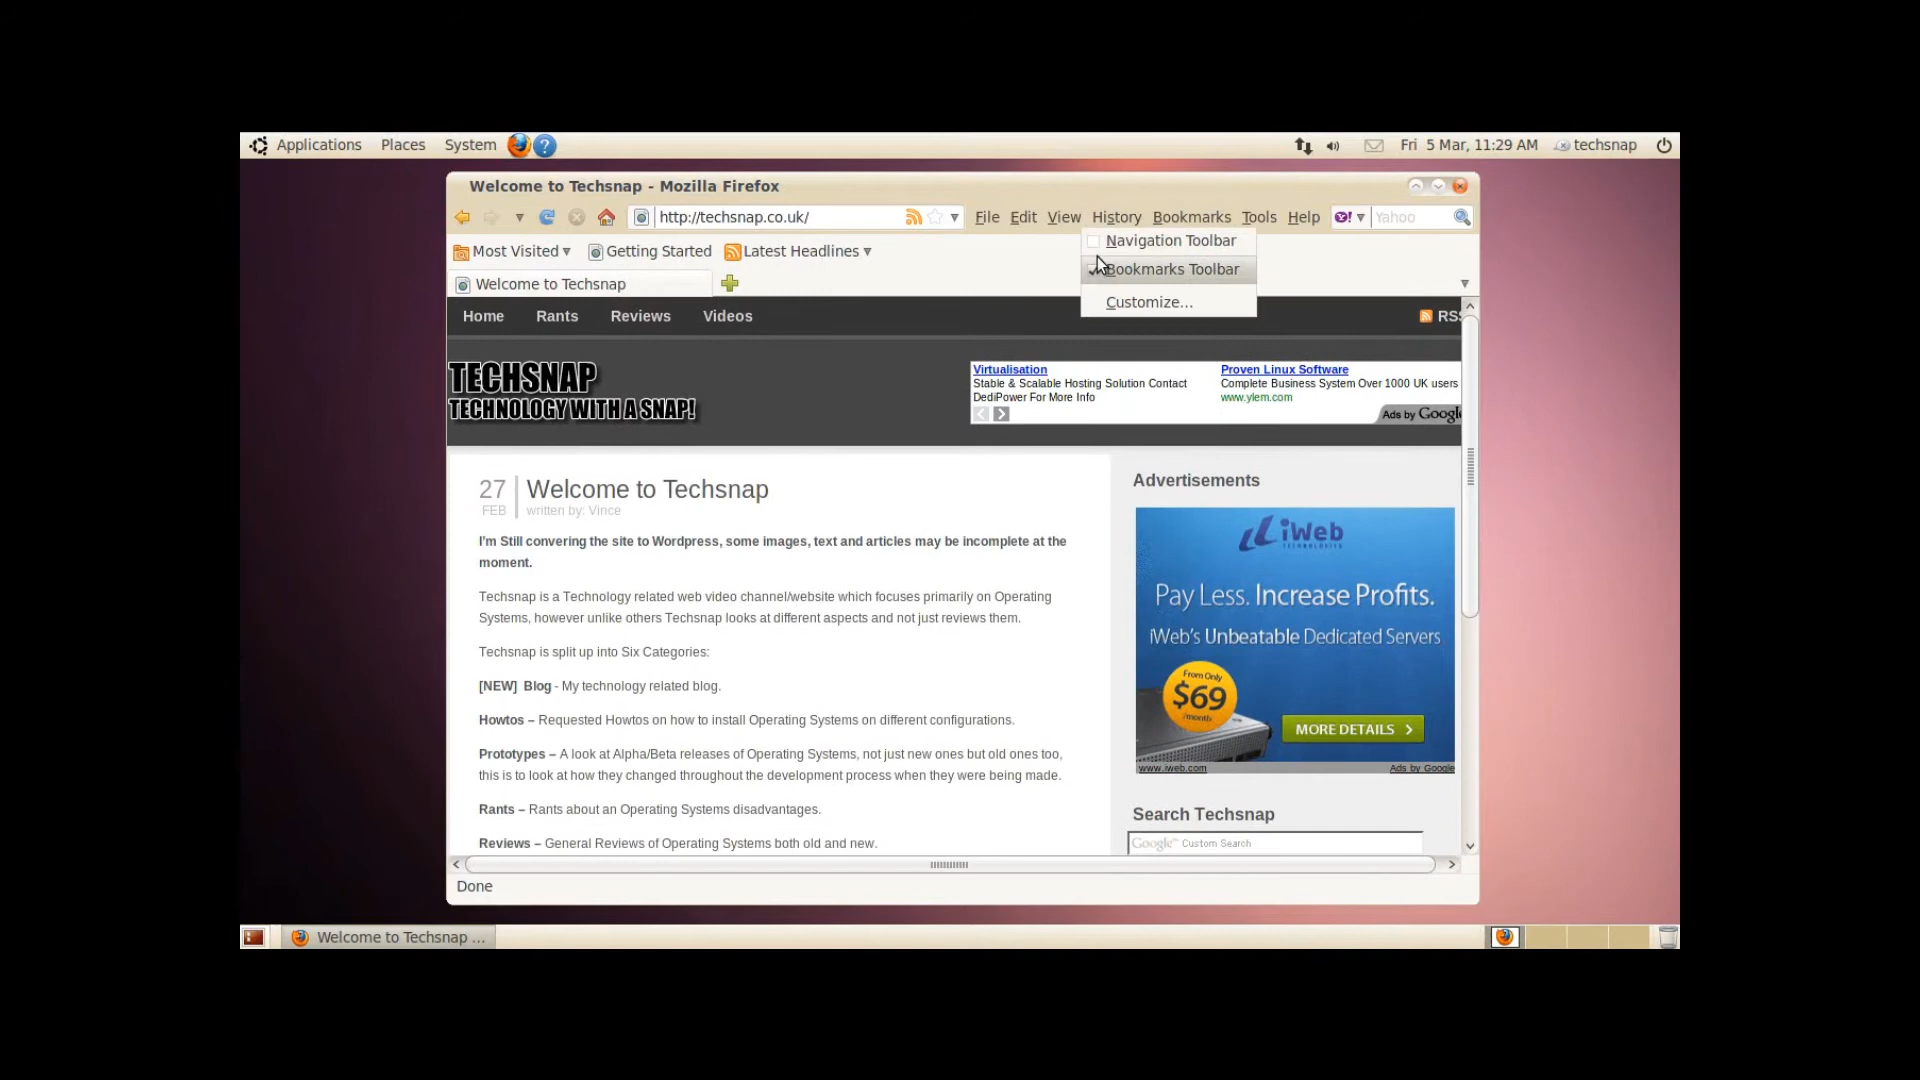 Applications Places System
Fri 5 Mar, 11:29 AM techsnap
Welcome to Techsnap - Mozilla Firefox
http://techsnap.co.uk/ File Edit View History Bookmarks Tools Help Y! Yahoo
Navigation Toolbar
Bookmarks Toolbar
Customize...
Most Visited Getting Started Latest Headlines
Welcome to Techsnap
Home Rants Reviews Videos RSS
TECHSNAP
TECHNOLOGY WITH A SNAP!
Virtualisation
Stable & Scalable Hosting Solution Contact
DediPower For More Info
Proven Linux Software
Complete Business System Over 1000 UK users
www.ylem.com
Ads by Google
27
FEB
Welcome to Techsnap
written by: Vince
I'm Still convering the site to Wordpress, some images, text and articles may be incomplete at the
moment.
Techsnap is a Technology related web video channel/website which focuses primarily on Operating
Systems, however unlike others Techsnap looks at different aspects and not just reviews them.
Techsnap is split up into Six Categories:
[NEW] Blog - My technology related blog.
Howtos – Requested Howtos on how to install Operating Systems on different configurations.
Prototypes – A look at Alpha/Beta releases of Operating Systems, not just new ones but old ones too,
this is to look at how they changed throughout the development process when they were being made.
Rants – Rants about an Operating Systems disadvantages.
Reviews – General Reviews of Operating Systems both old and new.
Advertisements
iWeb
TECHNOLOGIES
Pay Less. Increase Profits.
iWeb's Unbeatable Dedicated Servers
From Only
$69
/month
MORE DETAILS
www.iweb.com Ads by Google
Search Techsnap
Google™ Custom Search
Done
Welcome to Techsnap ...